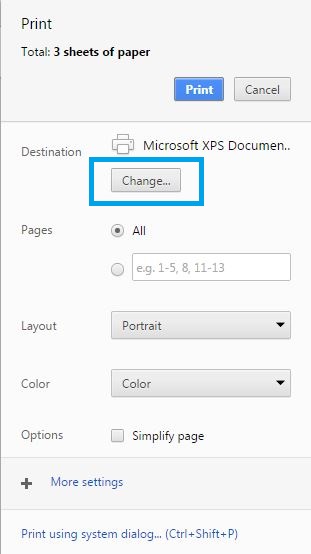 Print
Total: 3 sheets of paper
Print Cancel
Destination Microsoft XPS Documen..
Change...
Pages All
e.g. 1-5, 8, 11-13
Layout Portrait
Color Color
Options Simplify page
+ More settings
Print using system dialog... (Ctrl+Shift+P)